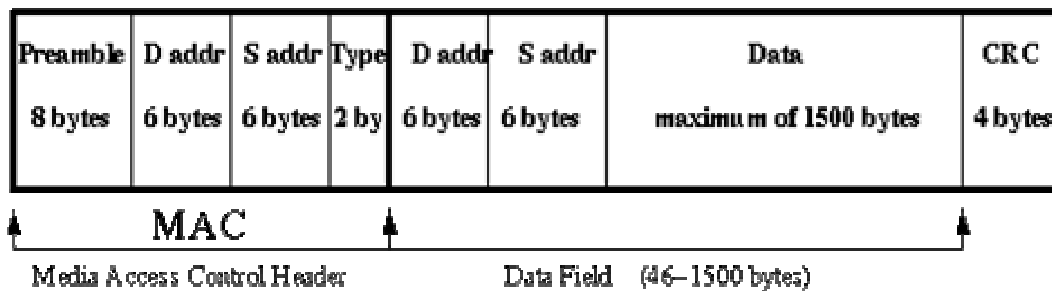 Preamble D addr S addr Type D addr S addr Data CRC
8 bytes 6 bytes 6 bytes 2 by 6 bytes 6 bytes maximum of 1500 bytes 4 bytes
MAC
Media Access Control Header Data Field (46–1500 bytes)